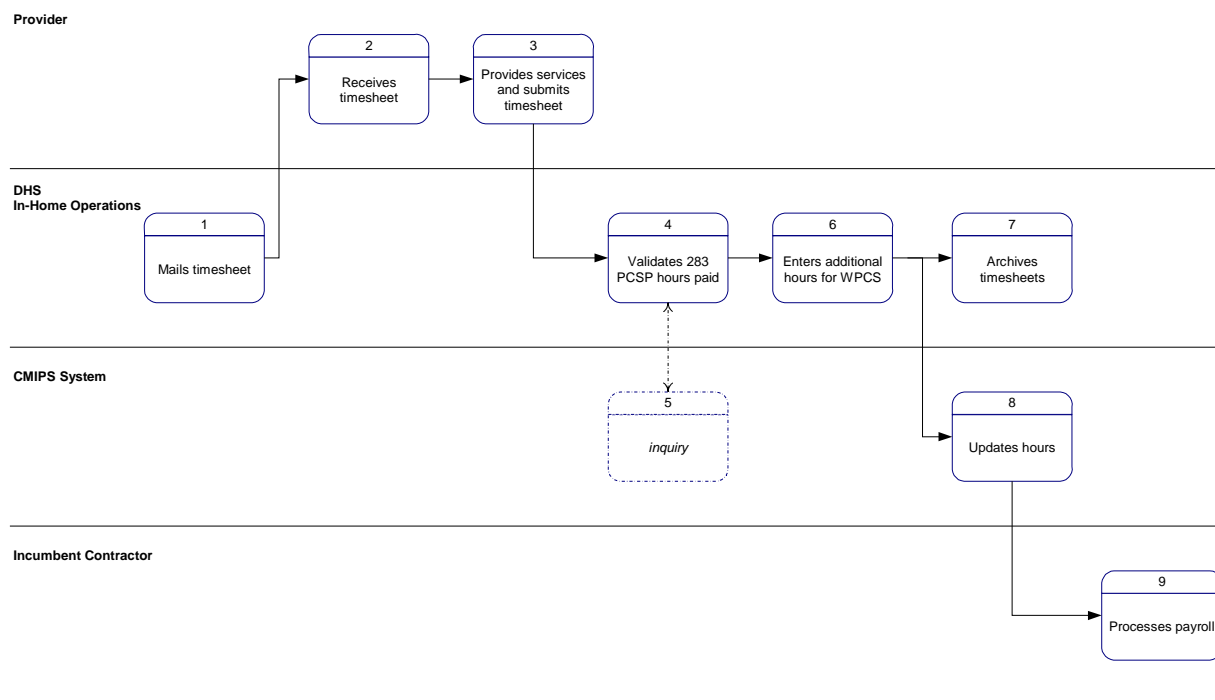 Provider
2
Receives
timesheet
3
Provides services
and submits
timesheet
DHS
In-Home Operations
1
Mails timesheet
4
Validates 283
PCSP hours paid
6
Enters additional
hours for WPCS
7
Archives
timesheets
CMIPS System
5
inquiry
8
Updates hours
Incumbent Contractor
9
Processes payroll